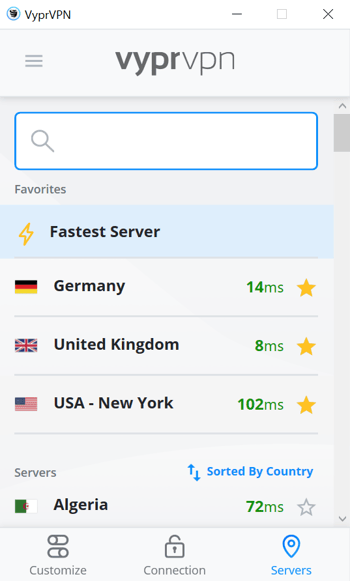 VyprVPN
vyprvpn
Favorites
Fastest Server
Germany 14ms
United Kingdom 8ms
USA - New York 102ms
Servers Sorted By Country
Algeria 72ms
Customize Connection Servers